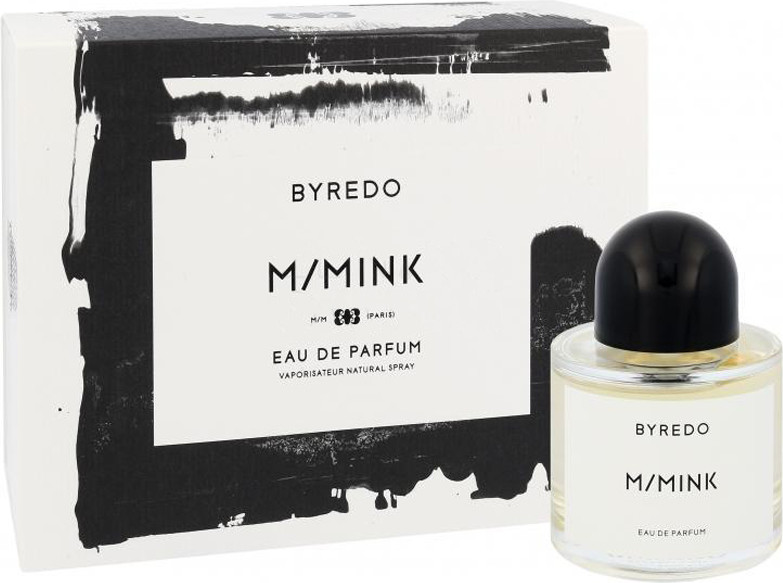 BYREDO
M/MINK
M/M (PARIS)
EAU DE PARFUM
VAPORISATEUR NATURAL SPRAY
BYREDO
M/MINK
EAU DE PARFUM